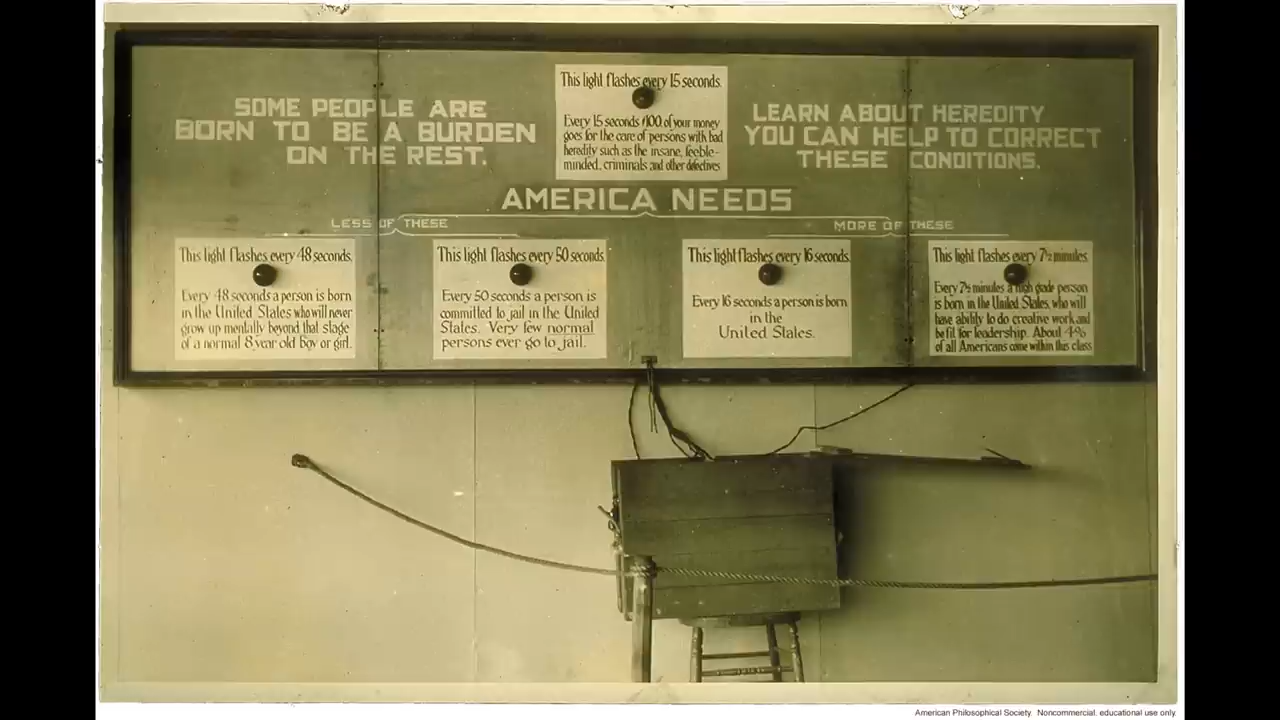 SOME PEOPLE ARE
BORN TO BE A BURDEN
ON THE REST.
This light flashes every 15 seconds.
Every 15 seconds $100 of your money
goes for the care of persons with bad
heredity such as the insane, feeble-
minded, criminals and other defectives
LEARN ABOUT HEREDITY
YOU CAN HELP TO CORRECT
THESE CONDITIONS.
AMERICA NEEDS
LESS OF THESE
MORE OF THESE
This light flashes every 48 seconds.
Every 48 seconds a person is born
in the United States who will never
grow up mentally beyond that stage
of a normal 8 year old boy or girl.
This light flashes every 50 seconds.
Every 50 seconds a person is
committed to jail in the United
States. Very few normal
persons ever go to jail.
This light flashes every 16 seconds.
Every 16 seconds a person is born
in the
United States.
This light flashes every 7½ minutes.
Every 7½ minutes a high grade person
is born in the United States, who will
have ability to do creative work and
be fit for leadership. About 4%
of all Americans come within this class
American Philosophical Society. Noncommercial, educational use only.